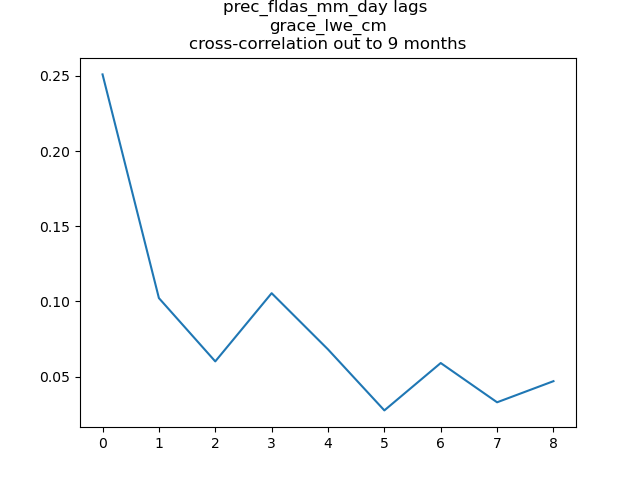 prec_fldas_mm_day lags
grace_lwe_cm
cross-correlation out to 9 months
0.25
0.20
0.15
0.10
0.05
0 1 2 3 4 5 6 7 8